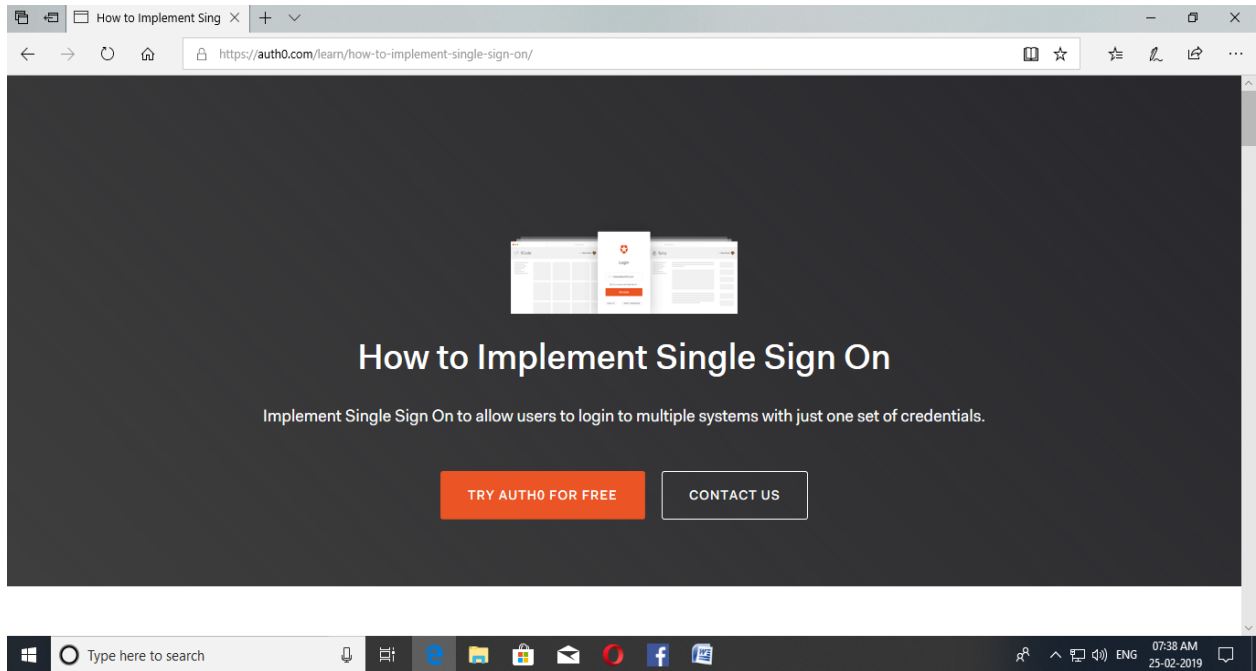 How to Implement Sing
https://auth0.com/learn/how-to-implement-single-sign-on/
Login
How to Implement Single Sign On
Implement Single Sign On to allow users to login to multiple systems with just one set of credentials.
TRY AUTH0 FOR FREE
CONTACT US
Type here to search
ENG
07:38 AM
25-02-2019